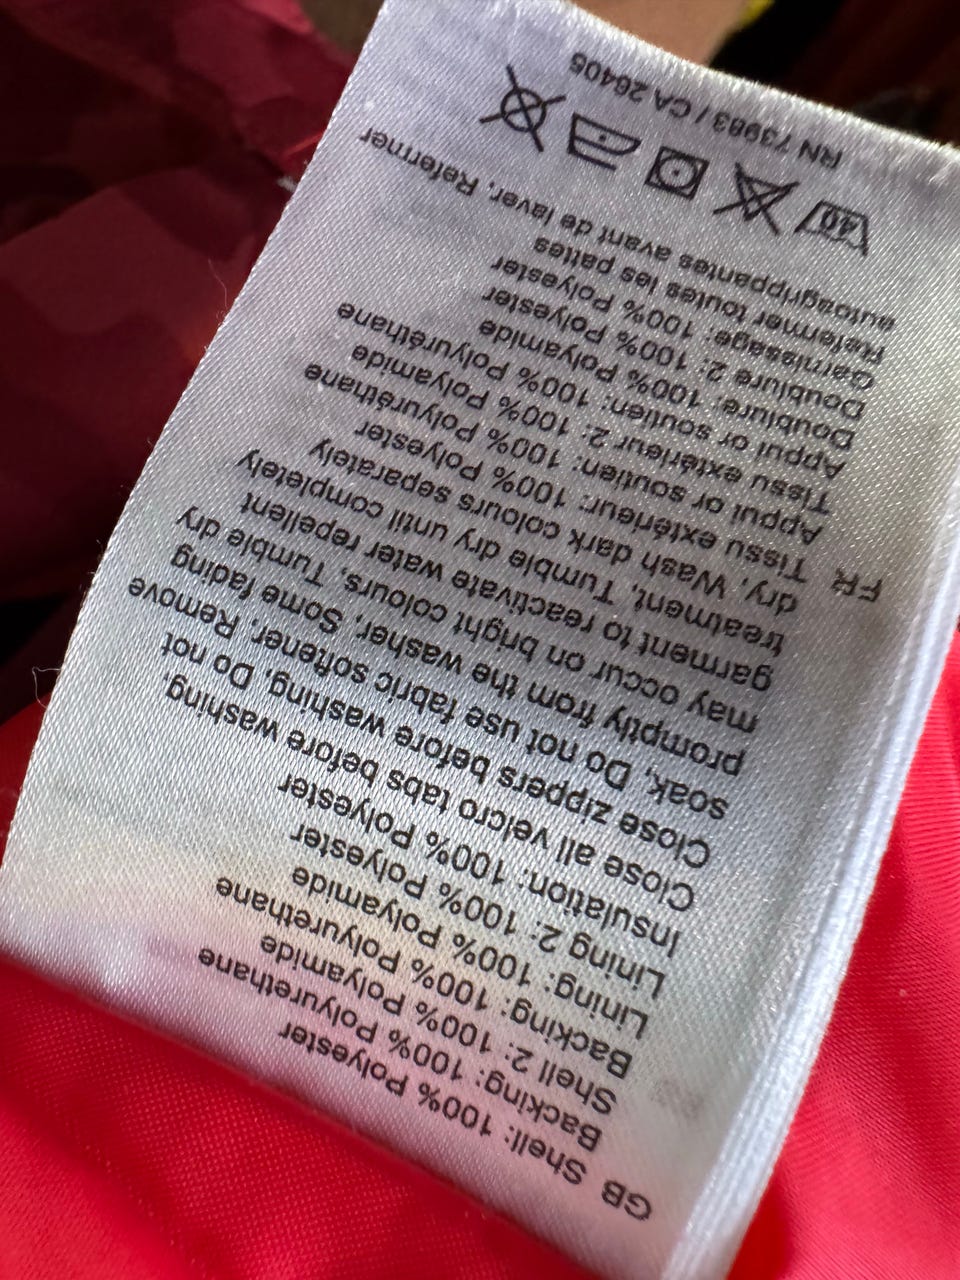 GB Shell: 100% Polyester
Backing: 100% Polyurethane
Shell 2: 100% Polyamide
Backing: 100% Polyurethane
Lining: 100% Polyamide
Lining 2: 100% Polyester
Insulation: 100% Polyester
Close all velcro tabs before washing,
Close zippers before washing, Do not
soak, Do not use fabric softener, Remove
promptly from the washer, Some fading
may occur on bright colours, Tumble dry
garment to reactivate water repellent
treatment, Tumble dry until completely
dry, Wash dark colours separately
FR Tissu extérieur: 100% Polyester
Appui or soutien: 100% Polyuréthane
Tissu extérieur 2: 100% Polyamide
Appui or soutien: 100% Polyuréthane
Doublure: 100% Polyamide
Doublure 2: 100% Polyester
Garnissage: 100% Polyester
Refermer toutes les pattes
autoagrippantes avant de laver, Refermer
40
RN 73983 / CA 26405